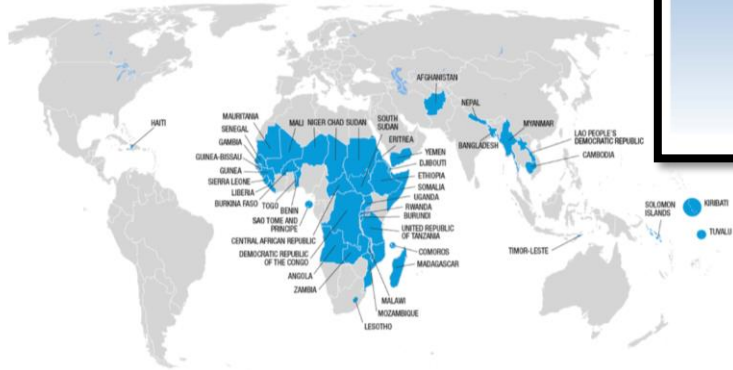 HAITI
MAURITANIA
SENEGAL
GAMBIA
GUINEA-BISSAU
GUINEA
SIERRA LEONE
LIBERIA
BURKINA FASO
TOGO
BENIN
SAO TOME AND
PRINCIPE
CENTRAL AFRICAN REPUBLIC
DEMOCRATIC REPUBLIC
OF THE CONGO
ANGOLA
ZAMBIA
MALI NIGER CHAD SUDAN
SOUTH
SUDAN
ERITREA
YEMEN
DJIBOUTI
ETHIOPIA
SOMALIA
UGANDA
RWANDA
BURUNDI
UNITED REPUBLIC
OF TANZANIA
COMOROS
MADAGASCAR
MALAWI
MOZAMBIQUE
LESOTHO
AFGHANISTAN
NEPAL
BANGLADESH
MYANMAR
LAO PEOPLE'S
DEMOCRATIC REPUBLIC
CAMBODIA
TIMOR-LESTE
SOLOMON
ISLANDS
KIRIBATI
TUVALU